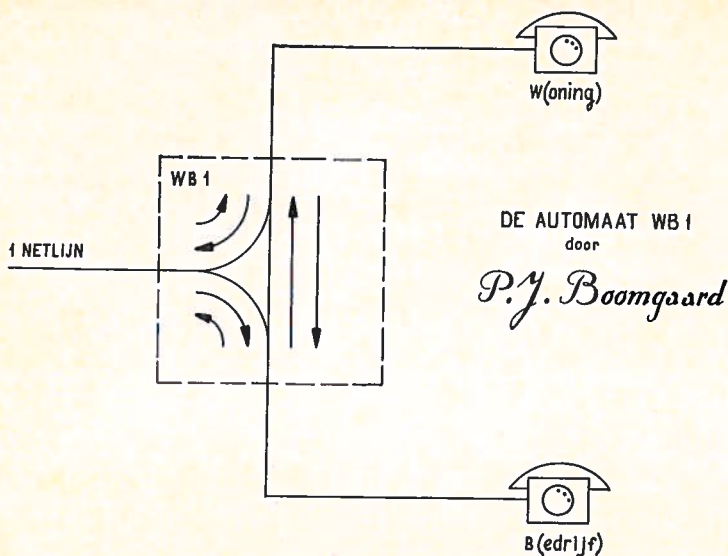 W(oning)
WB 1
1 NETLIJN
DE AUTOMAAT WB 1
door
P.J. Boomgaard
B(edrijf)